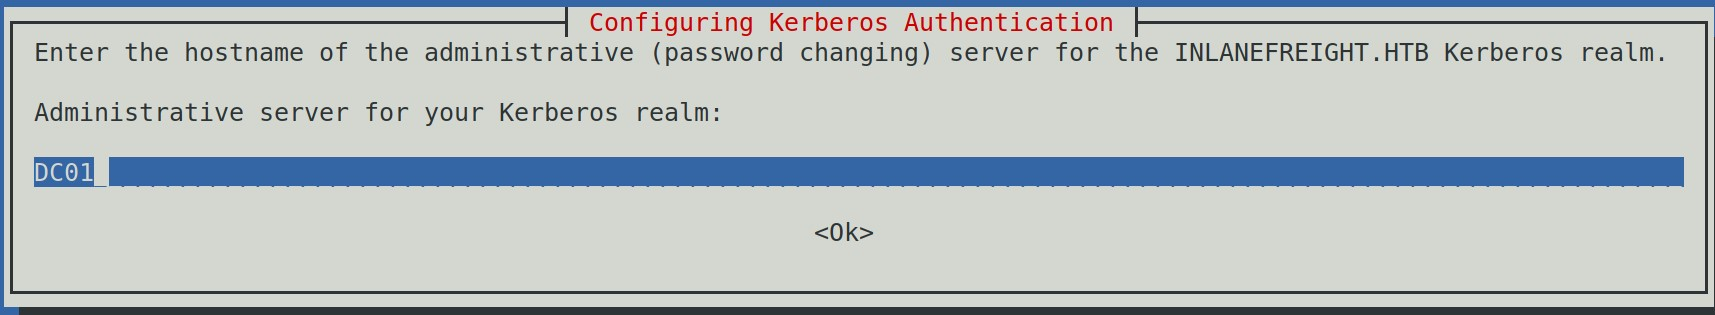 Configuring Kerberos Authentication
Enter the hostname of the administrative (password changing) server for the INLANEFREIGHT.HTB Kerberos realm.
Administrative server for your Kerberos realm:
DC01
<Ok>